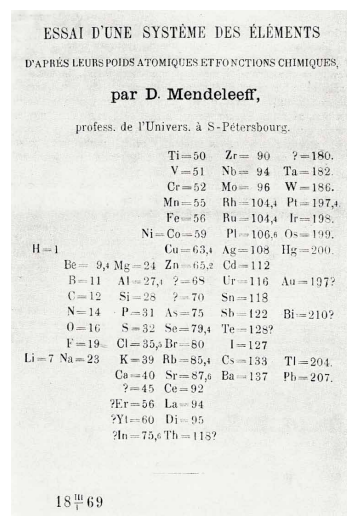 ESSAI D'UNE SYSTÈME DES ÉLÉMENTS
D'APRÈS LEURS POIDS ATOMIQUES ET FONCTIONS CHIMIQUES,
par D. Mendeleeff,
profess. de l'Univers. à S-Pétersbourg.
Ti=50 Zr= 90 ?=180.
V=51 Nb= 94 Ta=182.
Cr=52 Mo= 96 W=186.
Mn=55 Rh=104,4 Pt=197,4
Fe=56 Ru=104,4 Ir=198.
Ni=Co=59 Pl=106,6 Os=199.
H=1 Cu=63,4 Ag=108 Hg=200.
Be= 9,4 Mg=24 Zn=65,2 Cd=112
B=11 Al=27,4 ?=68 Ur=116 Au=197?
C=12 Si=28 ?=70 Sn=118
N=14 P=31 As=75 Sb=122 Bi=210?
O=16 S=32 Se=79,4 Te=128?
F=19 Cl=35,5 Br=80 I=127
Li=7 Na=23 K=39 Rb=85,4 Cs=133 Tl=204.
Ca=40 Sr=87,6 Ba=137 Pb=207.
?=45 Ce=92
?Er=56 La=94
?Yt=60 Di=95
?In=75,6 Th=118?
18 III/I 69